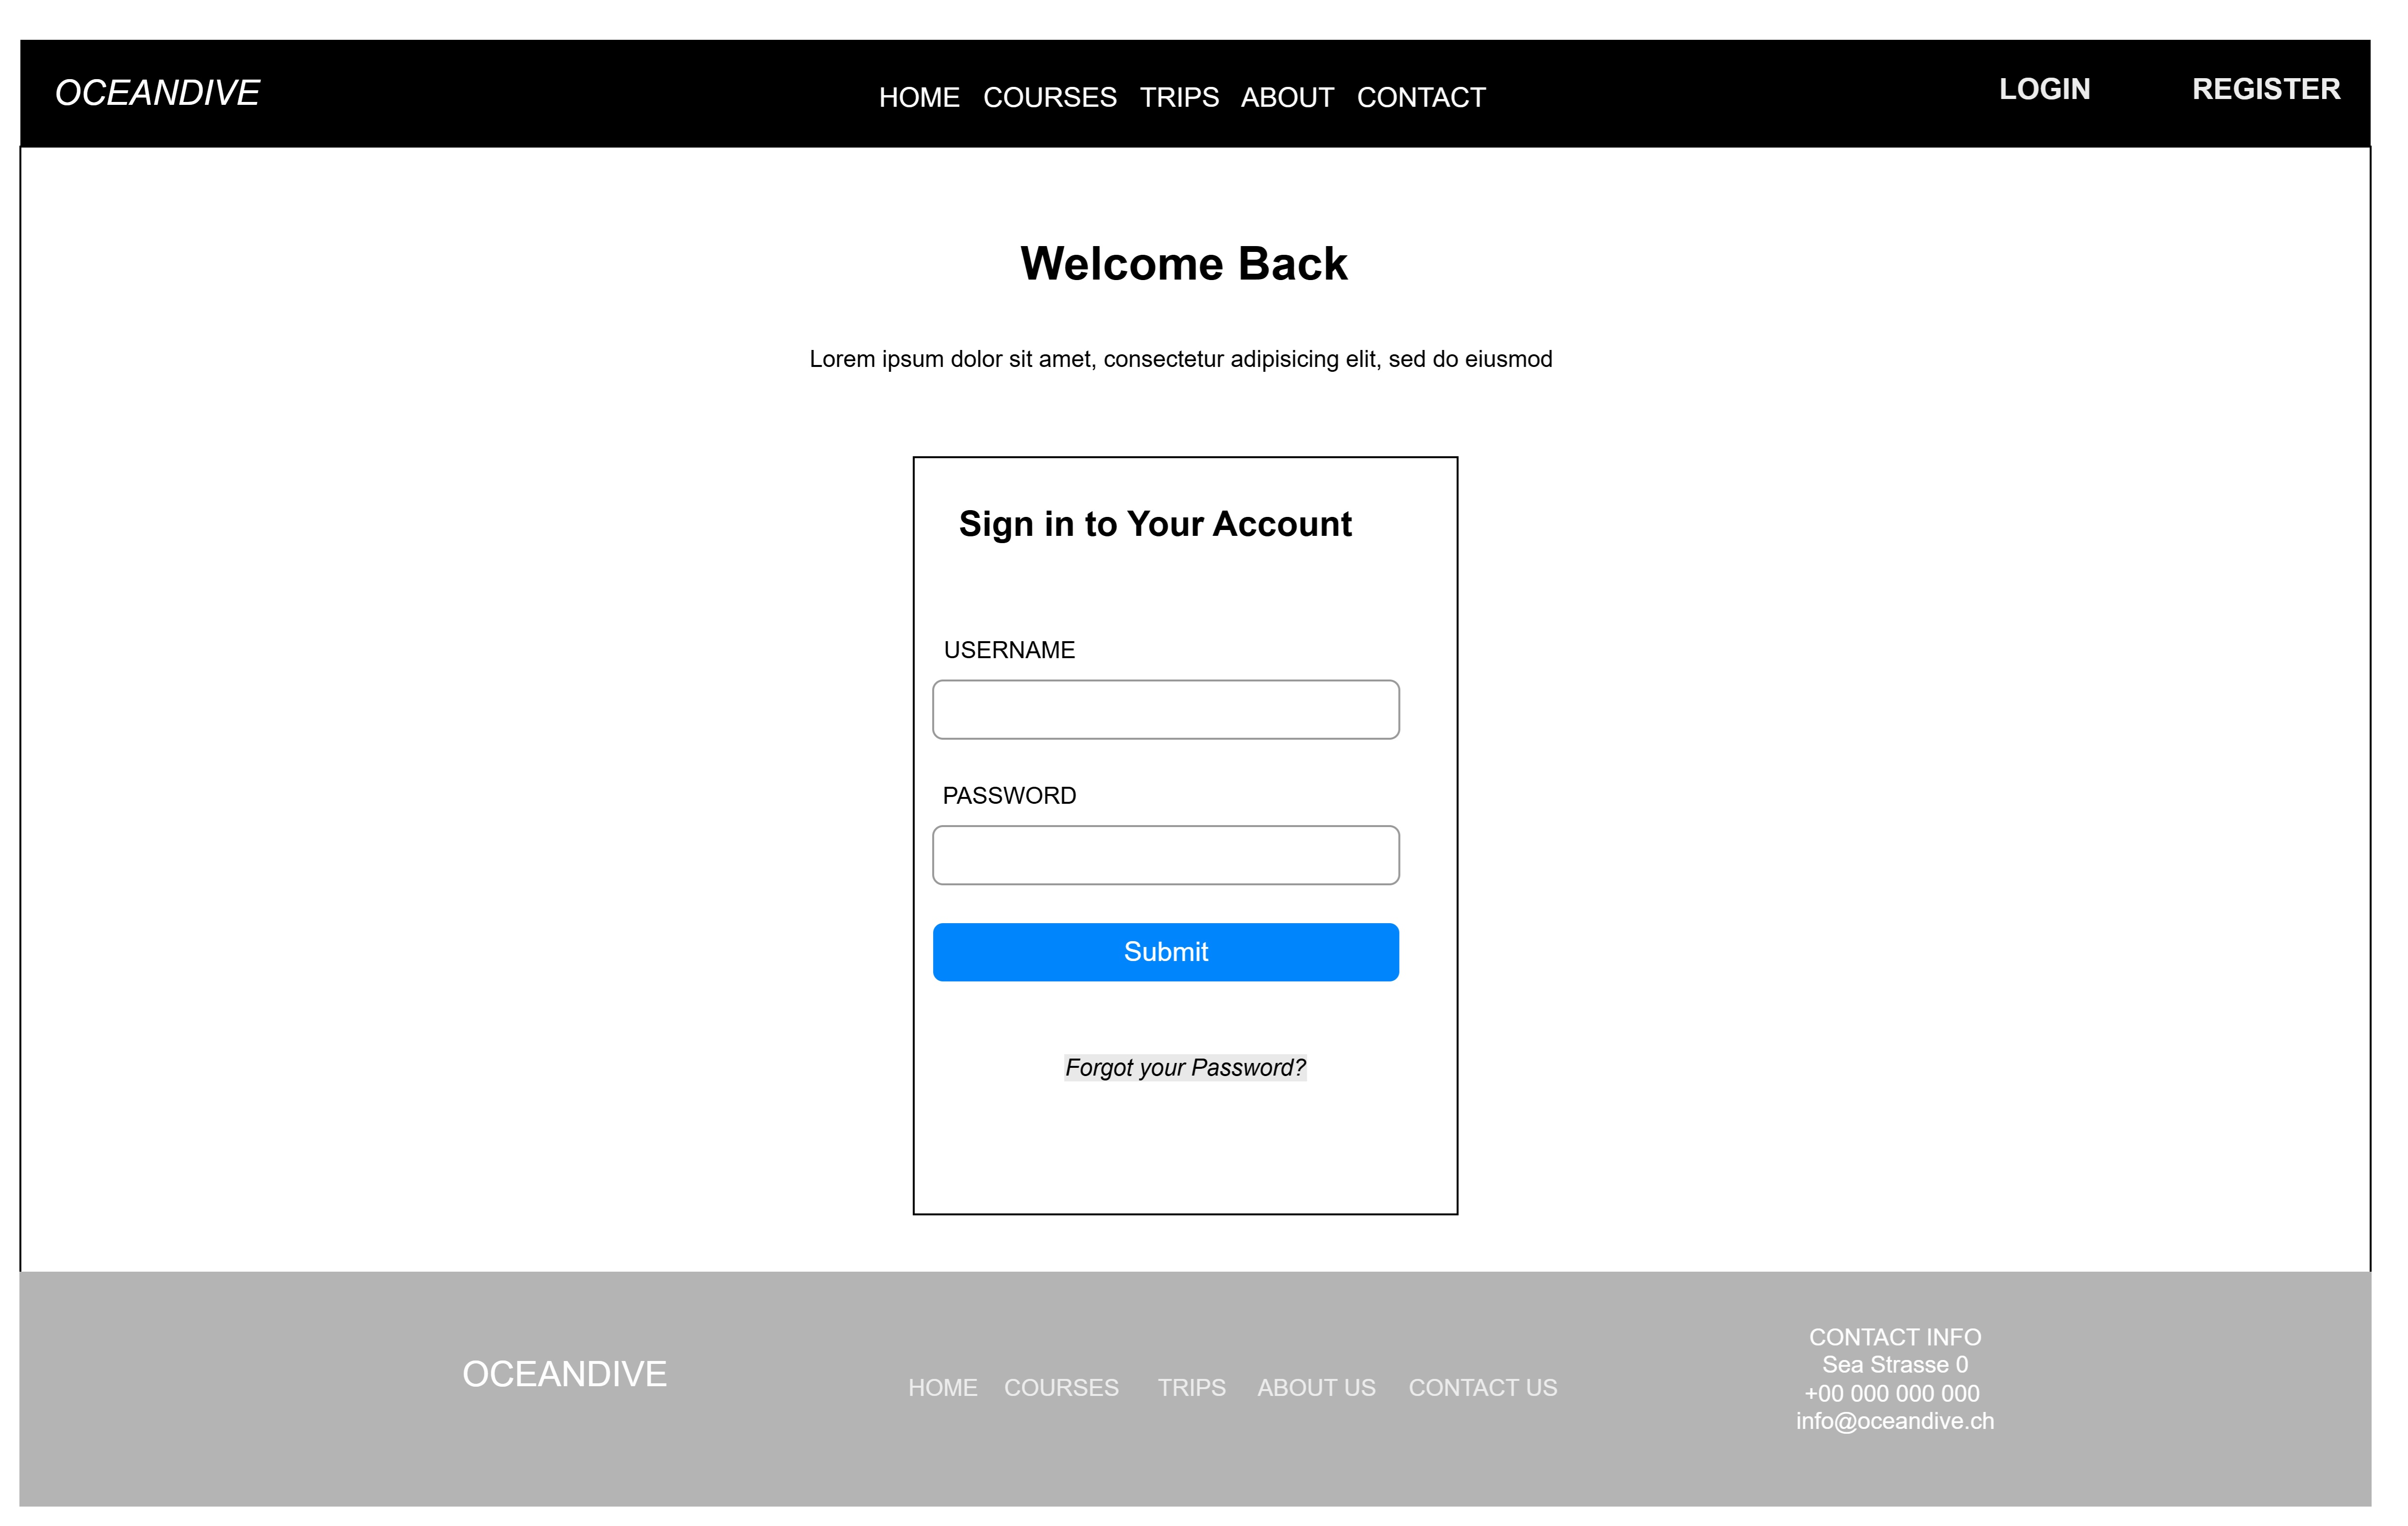 OCEANDIVE
HOME COURSES TRIPS ABOUT CONTACT
LOGIN
REGISTER
Welcome Back
Lorem ipsum dolor sit amet, consectetur adipisicing elit, sed do eiusmod
Sign in to Your Account
USERNAME
PASSWORD
Submit
Forgot your Password?
OCEANDIVE
HOME COURSES TRIPS ABOUT US CONTACT US
CONTACT INFO
Sea Strasse 0
+00 000 000 000
info@oceandive.ch